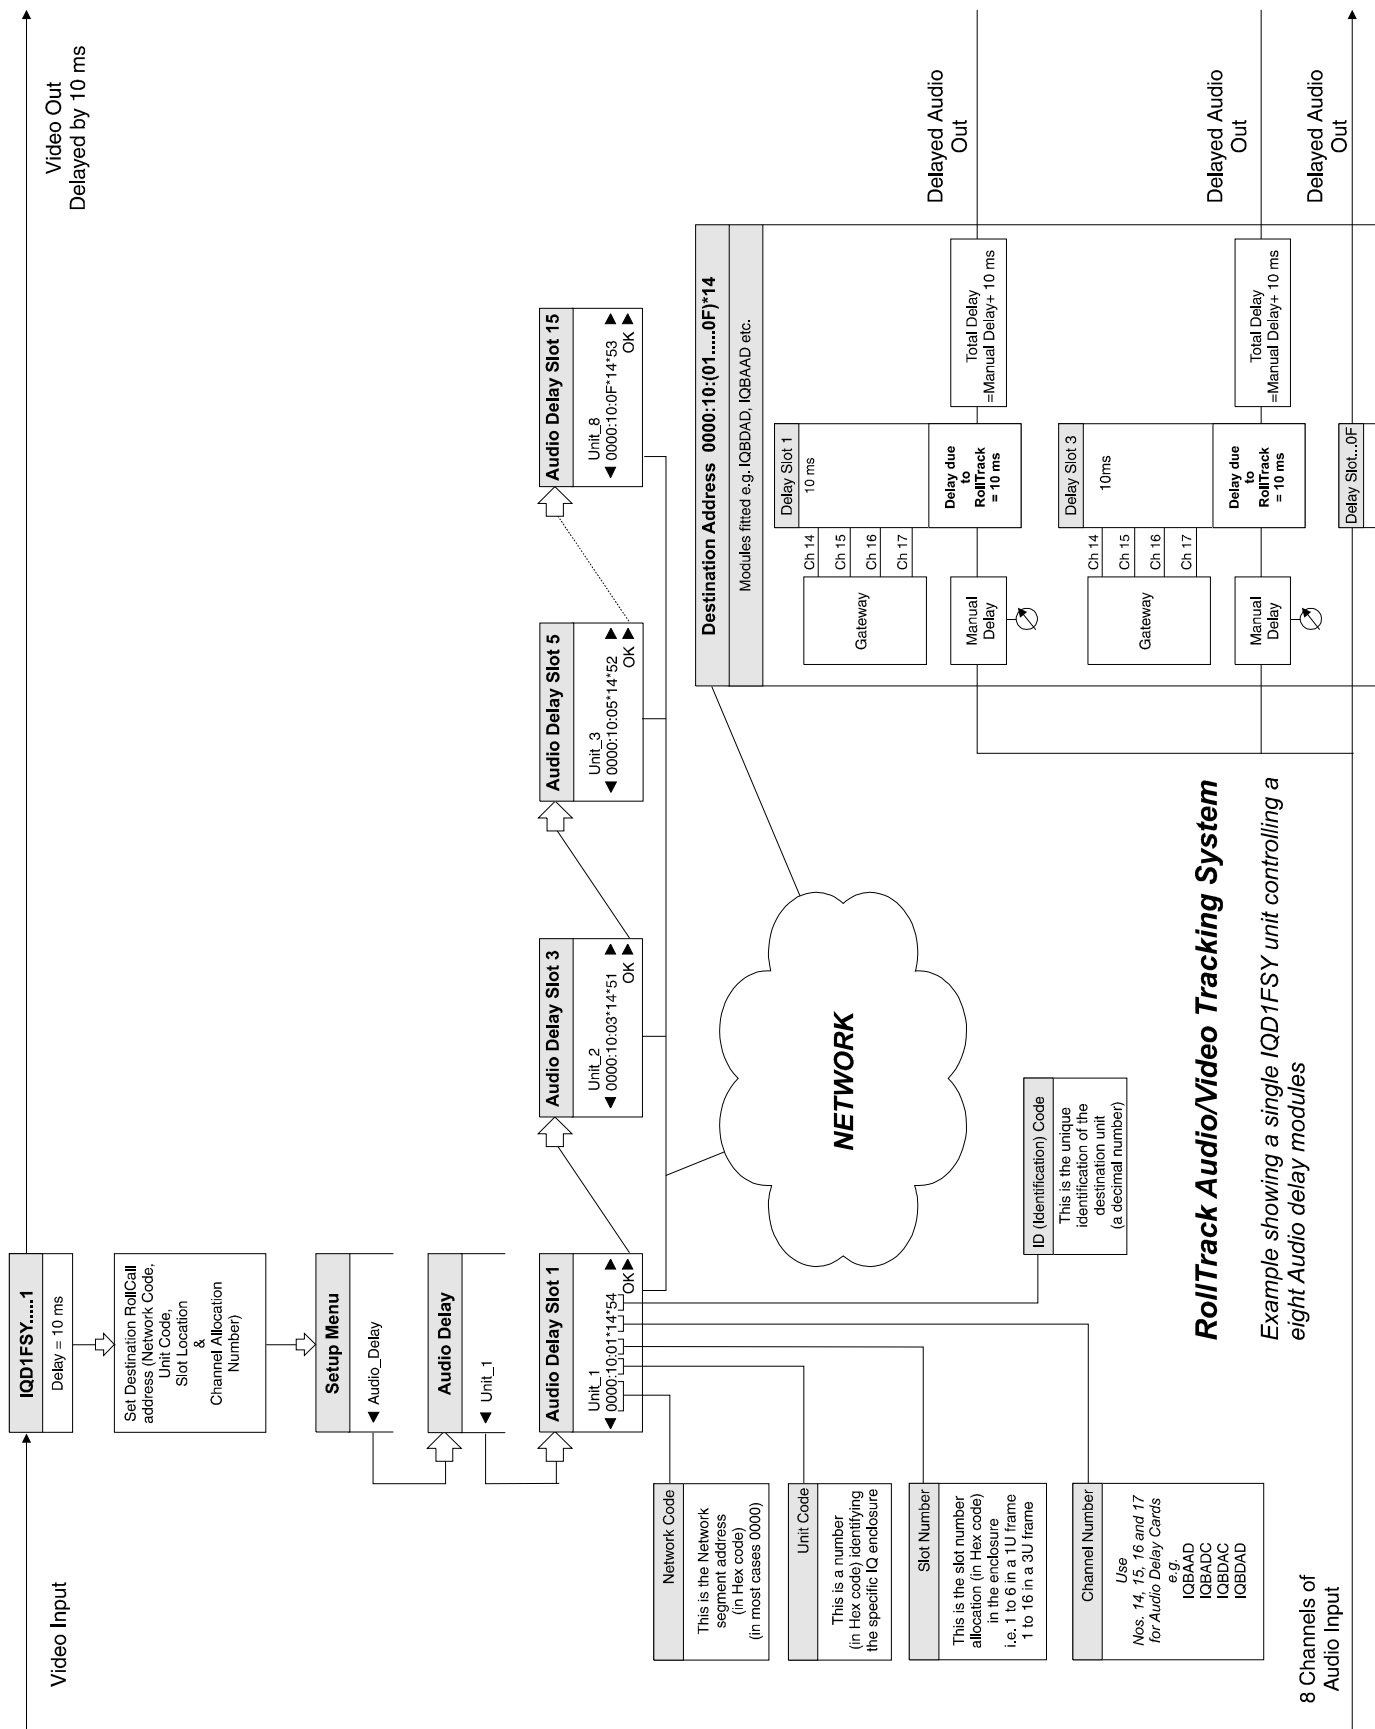 Video Input
IQD1FSY.....1
Delay = 10 ms
Video Out
Delayed by 10 ms
Set Destination RollCall
address (Network Code,
Unit Code,
Slot Location
&
Channel Allocation
Number)
Setup Menu
◀ Audio_Delay
Audio Delay
◀ Unit_1
Audio Delay Slot 1
Unit_1
◀ 0000:10:01*14*54 ▶
OK ▶
Audio Delay Slot 3
Unit_2
◀ 0000:10:03*14*51 ▶
OK ▶
Audio Delay Slot 5
Unit_3
◀ 0000:10:05*14*52 ▶
OK ▶
Audio Delay Slot 15
Unit_8
◀ 0000:10:0F*14*53 ▶
OK ▶
Network Code
This is the Network
segment address
(in Hex code)
(in most cases 0000)
Unit Code
This is a number
(in Hex code) identifying
the specific IQ enclosure
Slot Number
This is the slot number
allocation (in Hex code)
in the enclosure
i.e. 1 to 6 in a 1U frame
1 to 16 in a 3U frame
Channel Number
Use
Nos. 14, 15, 16 and 17
for Audio Delay Cards
e.g.
IQBAAD
IQBADC
IQBDAC
IQBDAD
ID (Identification) Code
This is the unique
identification of the
destination unit
(a decimal number)
NETWORK
Destination Address 0000:10:(01.....0F)*14
Modules fitted e.g. IQBDAD, IQBAAD etc.
Delay Slot 1
10 ms
Gateway
Ch 14
Ch 15
Ch 16
Ch 17
Manual
Delay
Delay due
to
RollTrack
= 10 ms
Total Delay
=Manual Delay+ 10 ms
Delayed Audio
Out
Delay Slot 3
10ms
Gateway
Ch 14
Ch 15
Ch 16
Ch 17
Manual
Delay
Delay due
to
RollTrack
= 10 ms
Total Delay
=Manual Delay+ 10 ms
Delayed Audio
Out
Delay Slot...0F
Delayed Audio
Out
RollTrack Audio/Video Tracking System
Example showing a single IQD1FSY unit controlling a
eight Audio delay modules
8 Channels of
Audio Input